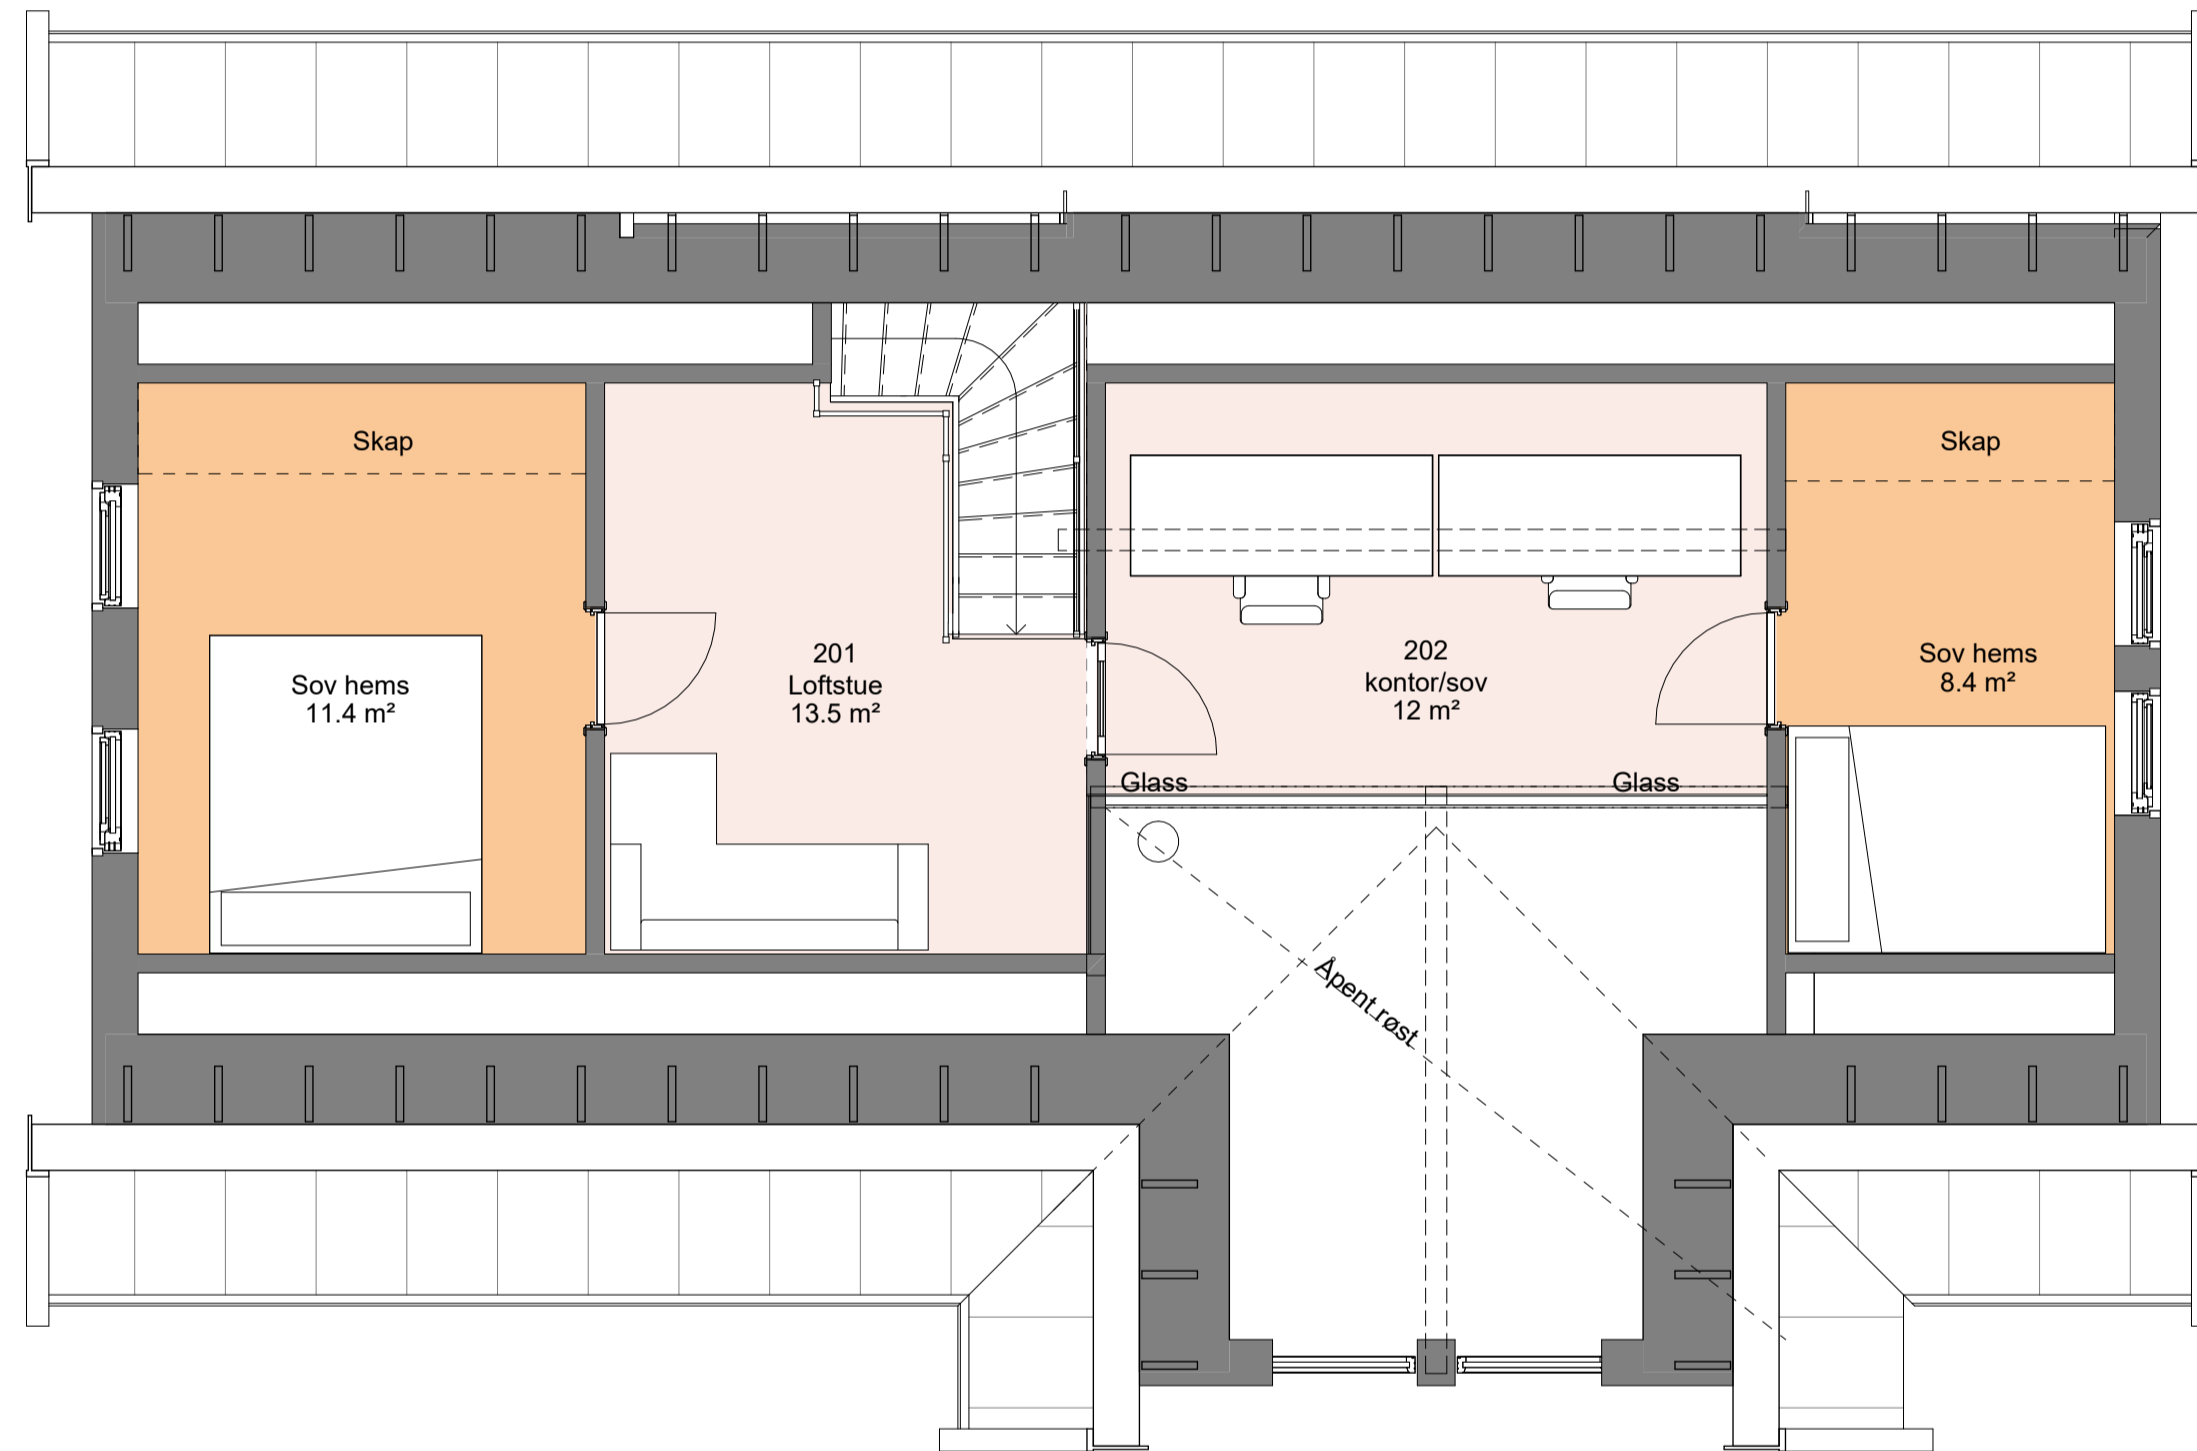 Skap
Skap
Sov hems
11.4 m²
201
Loftstue
13.5 m²
202
kontor/sov
12 m²
Sov hems
8.4 m²
Glass
Glass
Åpent røst